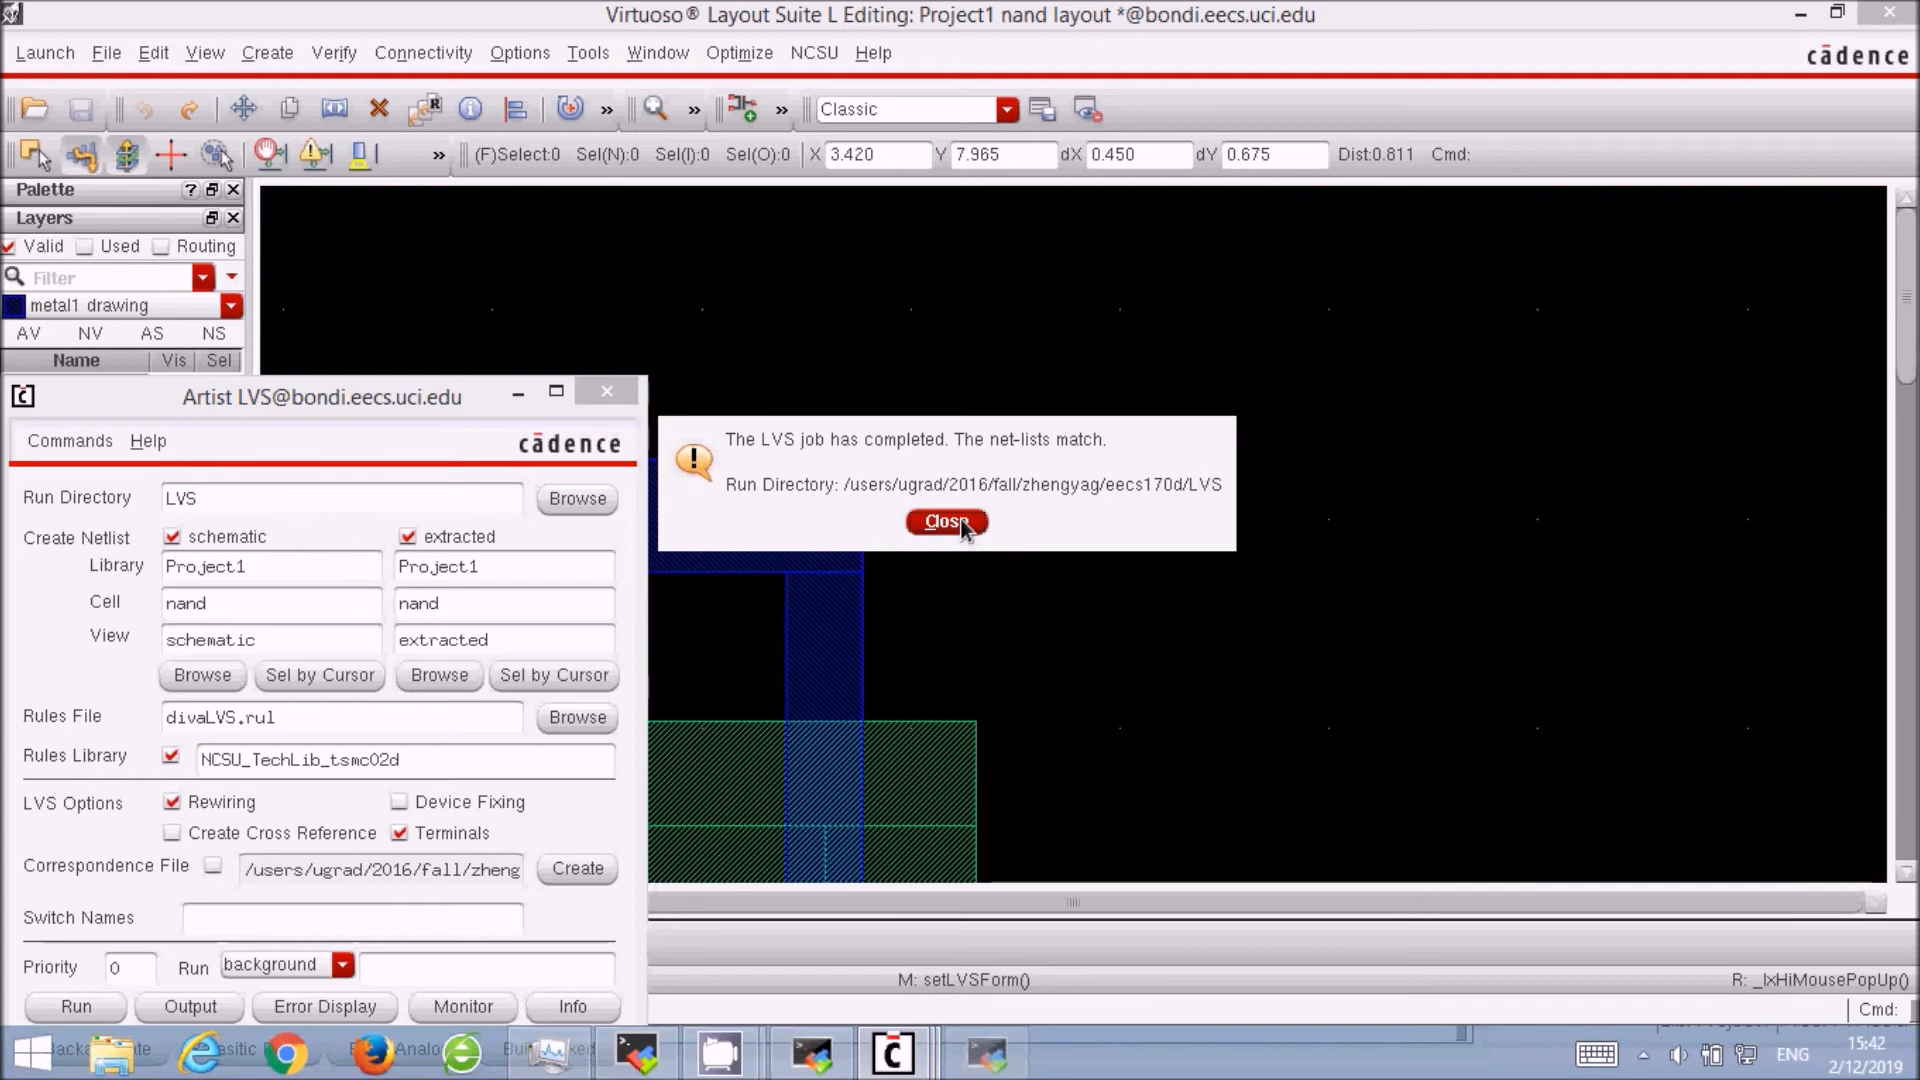 Virtuoso® Layout Suite L Editing: Project1 nand layout *@bondi.eecs.uci.edu
Launch File Edit View Create Verify Connectivity Options Tools Window Optimize NCSU Help
cādence
Classic
(F)Select:0 Sel(N):0 Sel(I):0 Sel(O):0 X 3.420 Y 7.965 dX 0.450 dY 0.675 Dist:0.811 Cmd:
Palette
Layers
Valid Used Routing
Filter
metal1 drawing
AV NV AS NS
Name Vis Sel
Artist LVS@bondi.eecs.uci.edu
Commands Help
cādence
Run Directory LVS Browse
Create Netlist schematic extracted
Library Project1 Project1
Cell nand nand
View schematic extracted
Browse Sel by Cursor Browse Sel by Cursor
Rules File divaLVS.rul Browse
Rules Library NCSU_TechLib_tsmc02d
LVS Options Rewiring Device Fixing
Create Cross Reference Terminals
Correspondence File /users/ugrad/2016/fall/zheng Create
Switch Names
Priority 0 Run background
Run Output Error Display Monitor Info
The LVS job has completed. The net-lists match.
Run Directory: /users/ugrad/2016/fall/zhengyag/eecs170d/LVS
Close
M: setLVSForm()
R: _lxHiMousePopUp()
Cmd:
ENG
15:42
2/12/2019